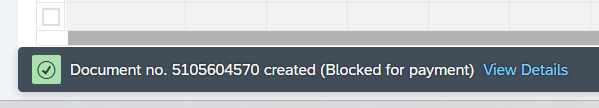 Document no. 5105604570 created (Blocked for payment) View Details